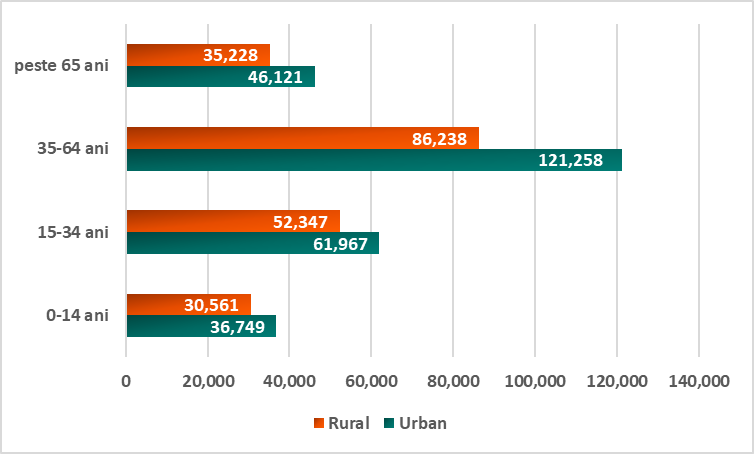 peste 65 ani
35,228
46,121
35-64 ani
86,238
121,258
15-34 ani
52,347
61,967
0-14 ani
30,561
36,749
0 20,000 40,000 60,000 80,000 100,000 120,000 140,000
Rural Urban